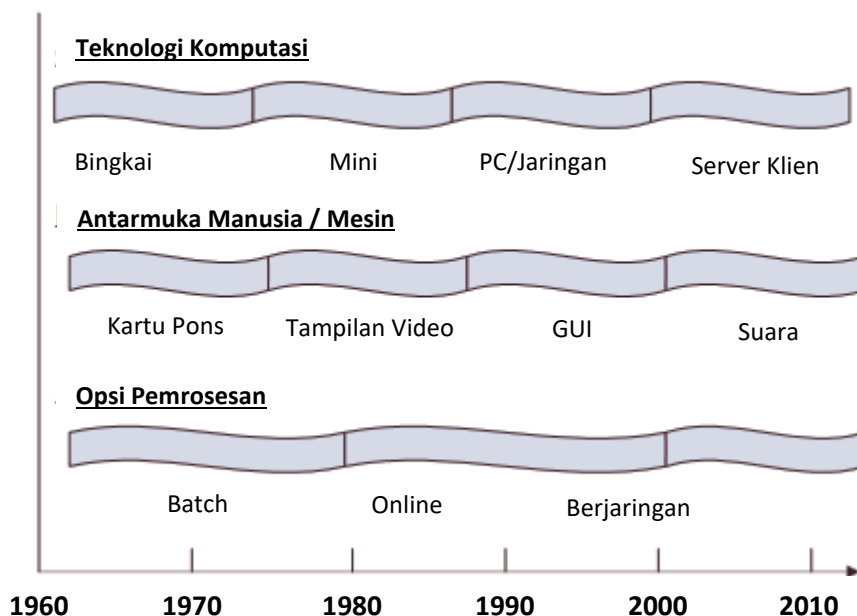 Teknologi Komputasi
Bingkai Mini PC/Jaringan Server Klien
Antarmuka Manusia / Mesin
Kartu Pons Tampilan Video GUI Suara
Opsi Pemrosesan
Batch Online Berjaringan
1960 1970 1980 1990 2000 2010